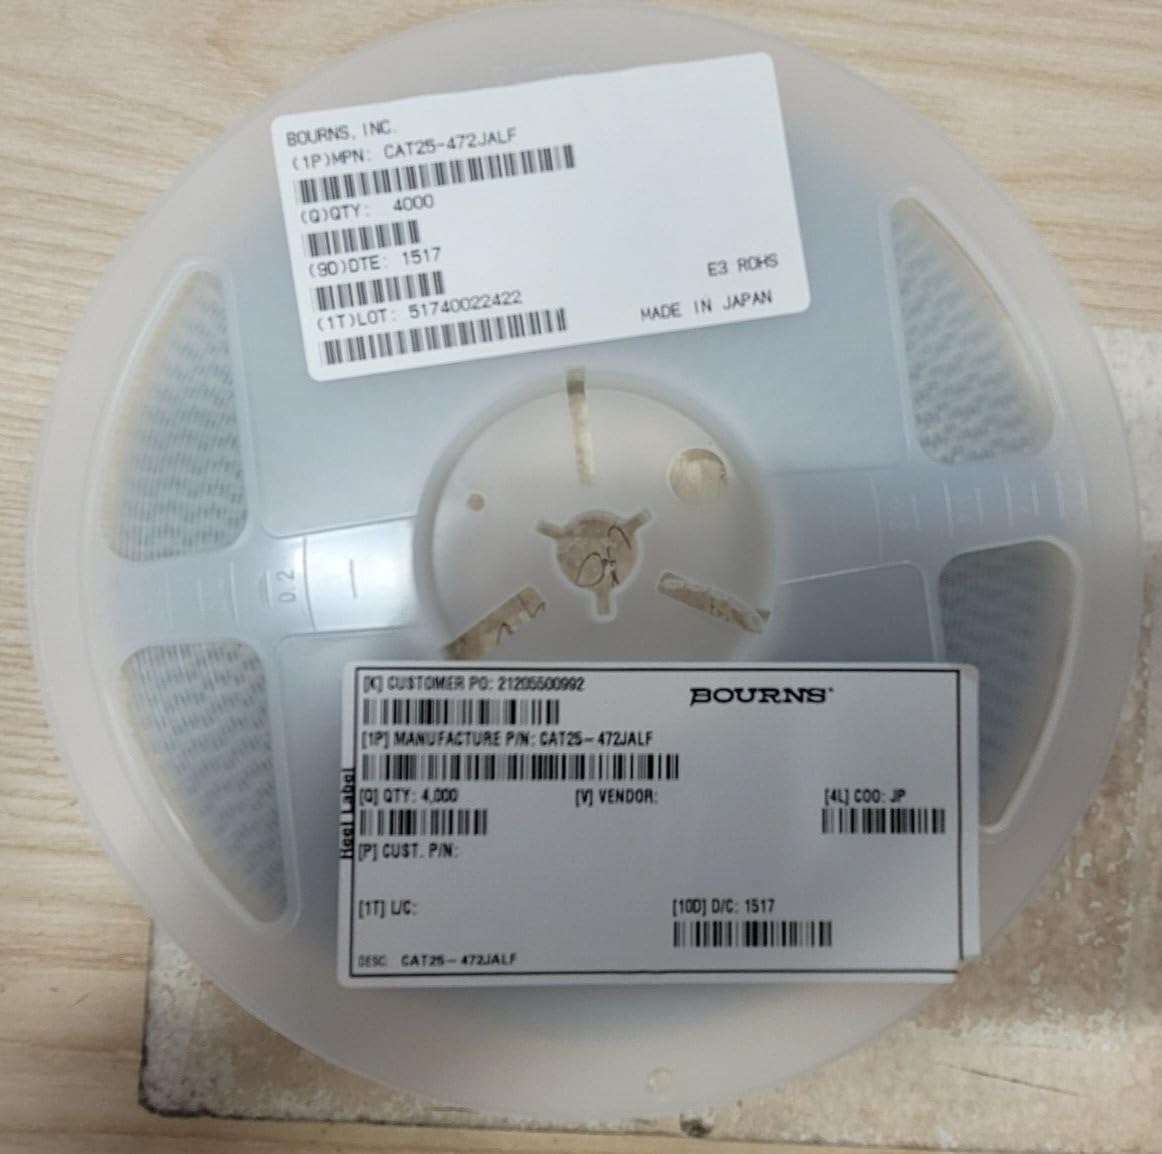 BOURNS, INC.
(1P)MPN: CAT25-472JALF
(Q)QTY: 4000
(9D)DTE: 1517
(1T)LOT: 51740022422
E3 ROHS
MADE IN JAPAN
0.2
[K] CUSTOMER PO: 21205500992
BOURNS®
[1P] MANUFACTURE P/N: CAT25-472JALF
[Q] QTY: 4,000
[V] VENDOR:
[4L] COO: JP
Reel Label
[P] CUST. P/N:
[1T] L/C:
[10D] D/C: 1517
DESC: CAT25-472JALF